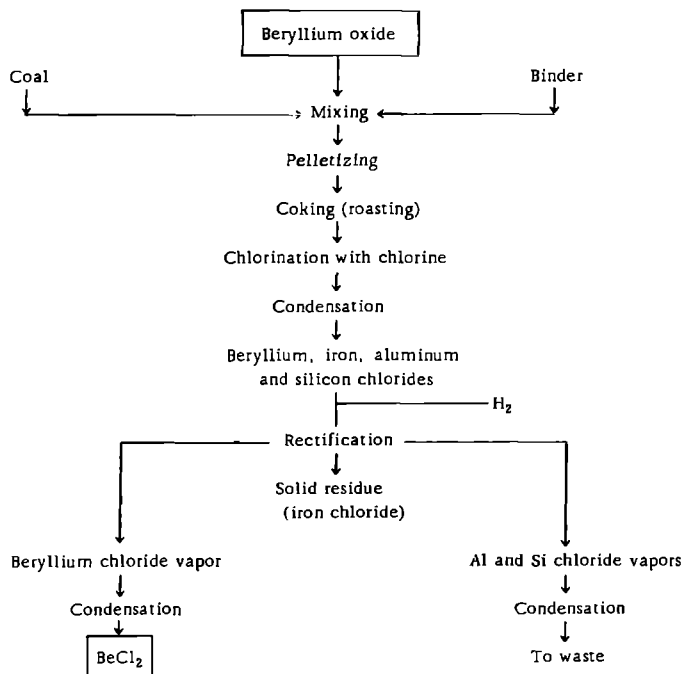 Beryllium oxide
Coal
Binder
Mixing
Pelletizing
Coking (roasting)
Chlorination with chlorine
Condensation
Beryllium, iron, aluminum
and silicon chlorides
H₂
Rectification
Solid residue
(iron chloride)
Beryllium chloride vapor
Al and Si chloride vapors
Condensation
Condensation
BeCl₂
To waste